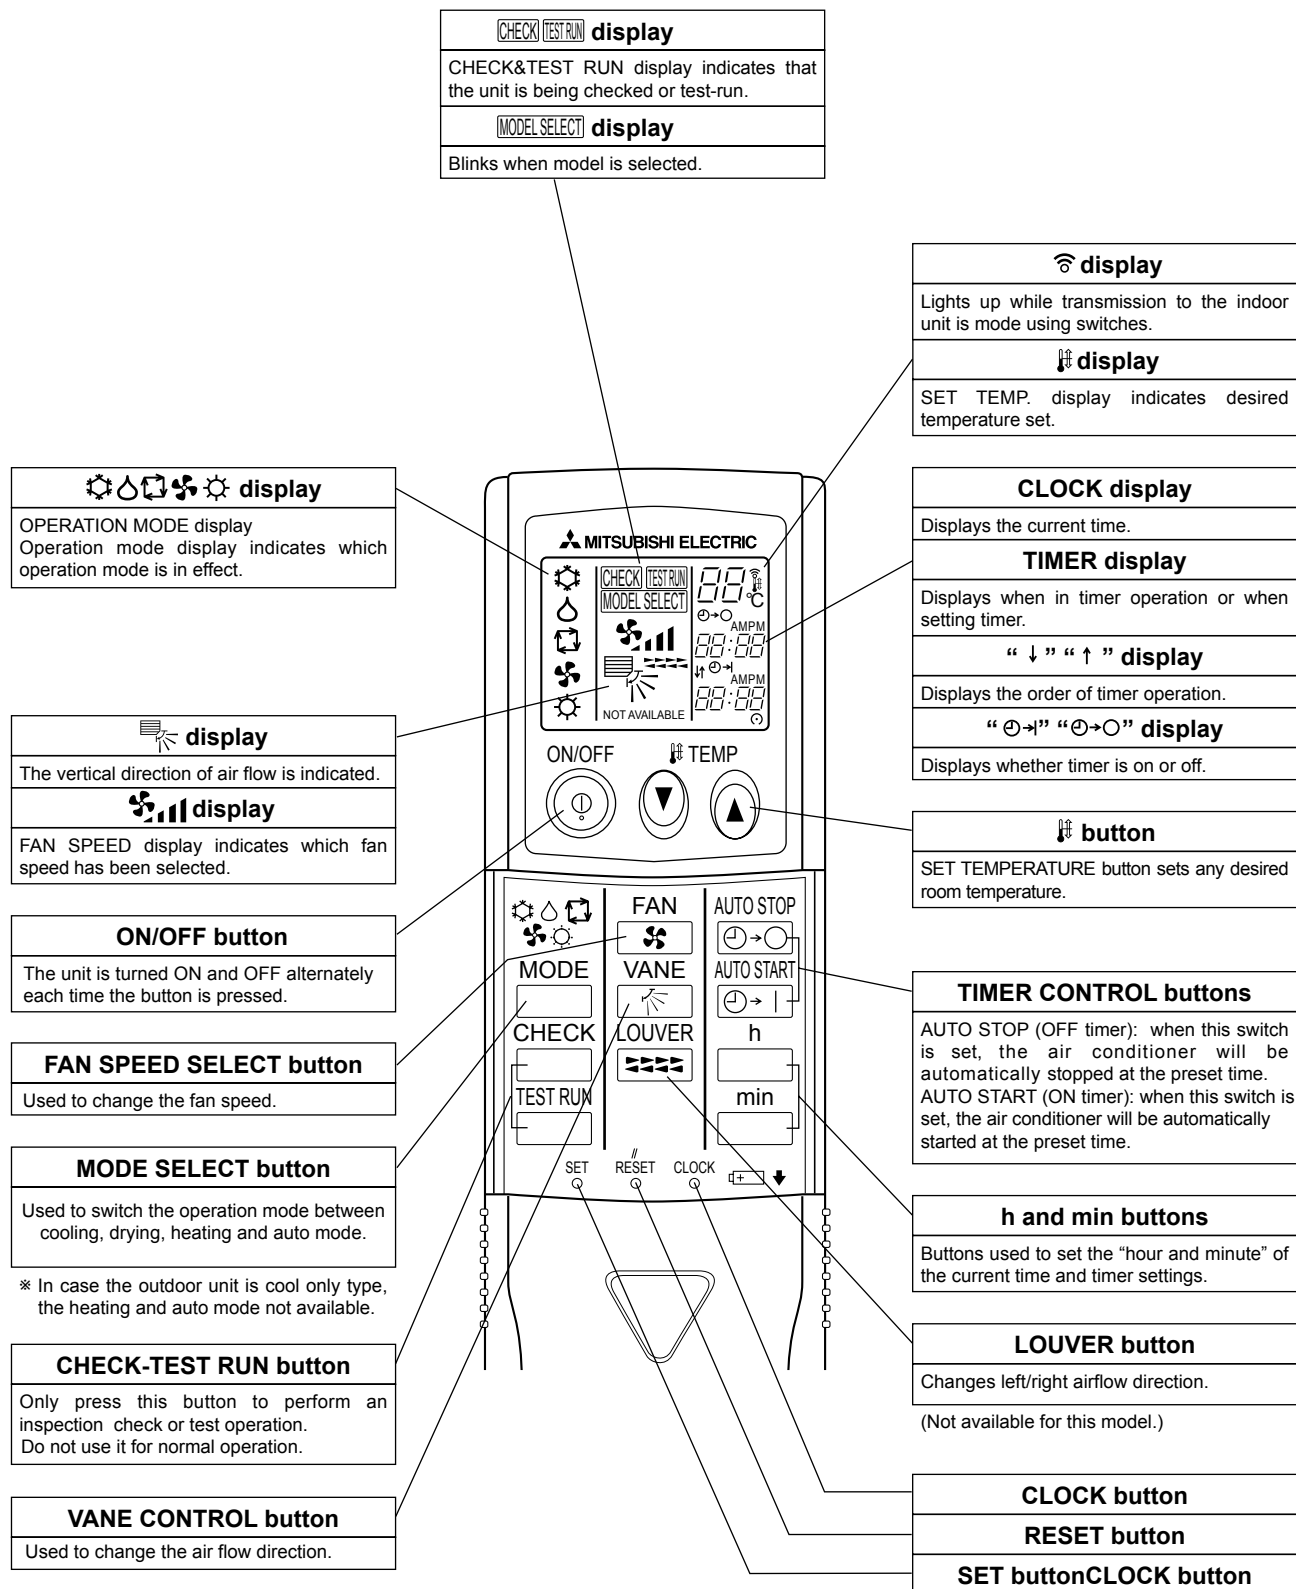 CHECK TEST RUN display
CHECK&TEST RUN display indicates that
the unit is being checked or test-run.
MODEL SELECT display
Blinks when model is selected.
display
Lights up while transmission to the indoor
unit is mode using switches.
display
SET TEMP. display indicates desired
temperature set.
display
OPERATION MODE display
Operation mode display indicates which
operation mode is in effect.
CLOCK display
Displays the current time.
TIMER display
Displays when in timer operation or when
setting timer.
“ ↓ ” “ ↑ ” display
Displays the order of timer operation.
“ ” “ ” display
Displays whether timer is on or off.
display
The vertical direction of air flow is indicated.
display
FAN SPEED display indicates which fan
speed has been selected.
button
SET TEMPERATURE button sets any desired
room temperature.
MITSUBISHI ELECTRIC
CHECK TEST RUN
MODEL SELECT
88 °C
AMPM
88:88
AMPM
88:88
NOT AVAILABLE
ON/OFF TEMP
FAN AUTO STOP
MODE VANE AUTO START
CHECK LOUVER h
TEST RUN min
SET RESET CLOCK
ON/OFF button
The unit is turned ON and OFF alternately
each time the button is pressed.
FAN SPEED SELECT button
Used to change the fan speed.
MODE SELECT button
Used to switch the operation mode between
cooling, drying, heating and auto mode.
※ In case the outdoor unit is cool only type,
the heating and auto mode not available.
CHECK-TEST RUN button
Only press this button to perform an
inspection check or test operation.
Do not use it for normal operation.
VANE CONTROL button
Used to change the air flow direction.
TIMER CONTROL buttons
AUTO STOP (OFF timer): when this switch
is set, the air conditioner will be
automatically stopped at the preset time.
AUTO START (ON timer): when this switch is
set, the air conditioner will be automatically
started at the preset time.
h and min buttons
Buttons used to set the “hour and minute” of
the current time and timer settings.
LOUVER button
Changes left/right airflow direction.
(Not available for this model.)
CLOCK button
RESET button
SET buttonCLOCK button